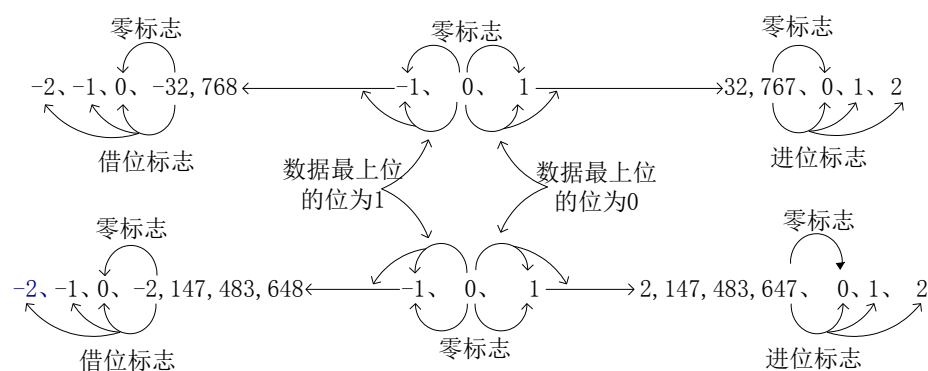 零标志 零标志 零标志
-2、-1、0、-32,768 -1、 0、 1 32,767、0、1、2
借位标志 进位标志
数据最上位
的位为1
数据最上位
的位为0
零标志 零标志
-2、-1、0、-2,147,483,648 -1、 0、 1 2,147,483,647、 0、1、 2
借位标志 零标志 进位标志